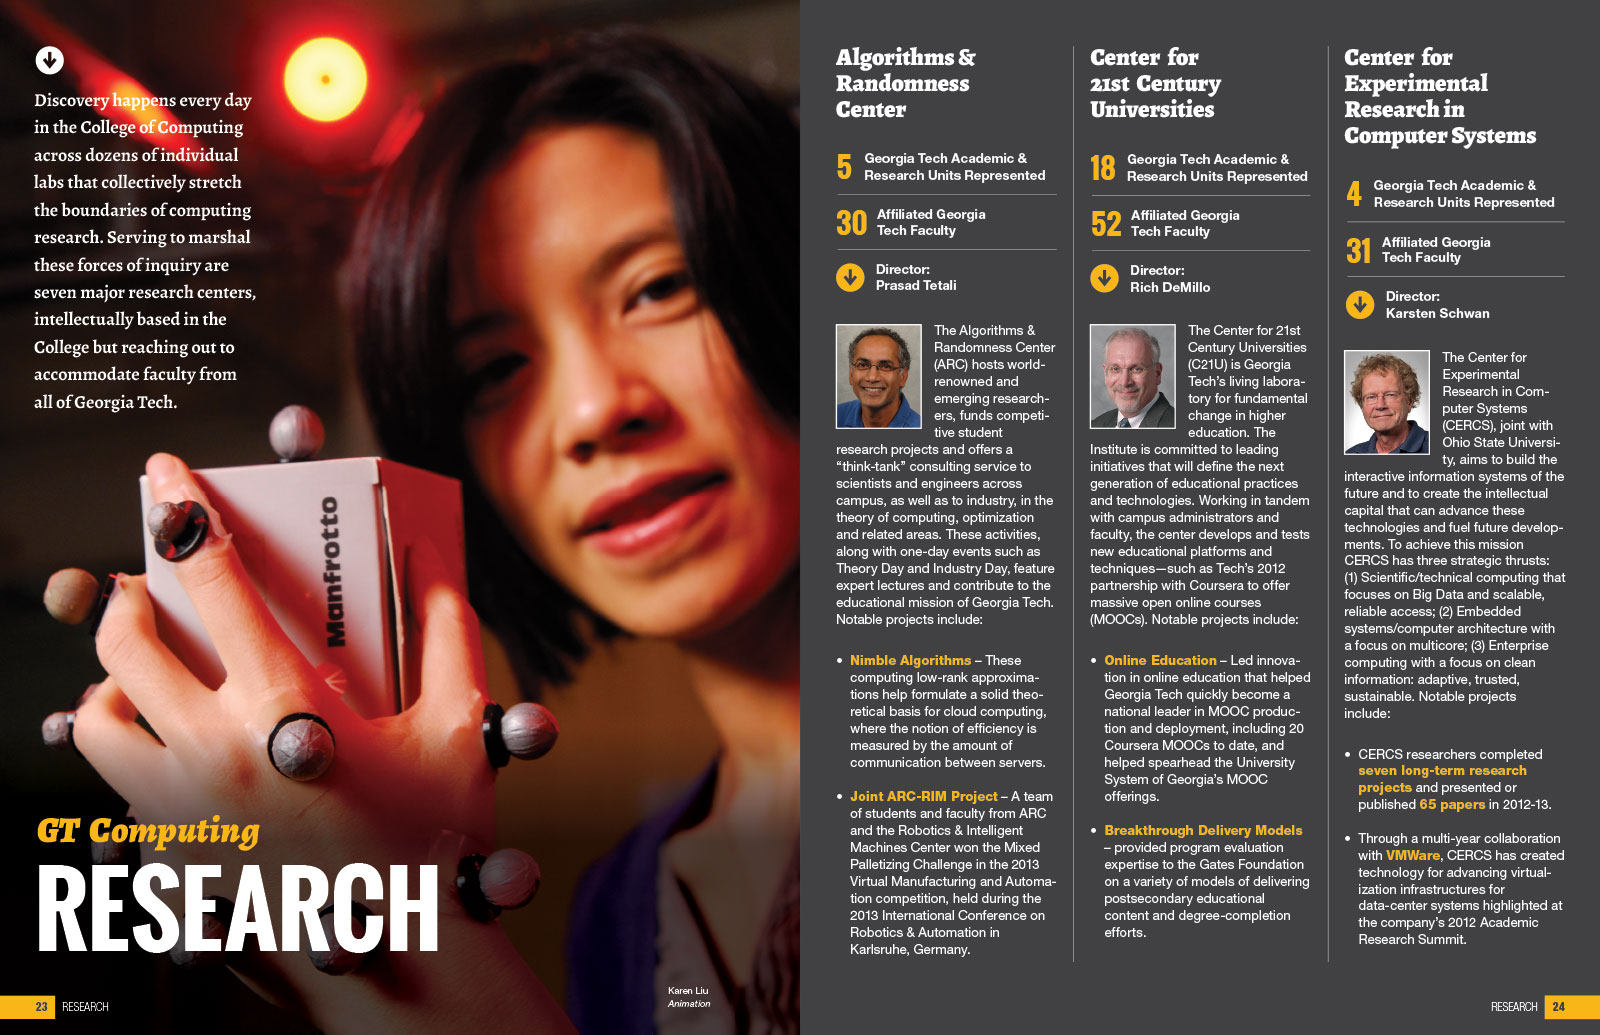 Discovery happens every day
in the College of Computing
across dozens of individual
labs that collectively stretch
the boundaries of computing
research. Serving to marshal
these forces of inquiry are
seven major research centers,
intellectually based in the
College but reaching out to
accommodate faculty from
all of Georgia Tech.
Manfrotto
GT Computing
RESEARCH
Karen Liu
Animation
23 RESEARCH
Algorithms &
Randomness
Center
5 Georgia Tech Academic &
Research Units Represented
30 Affiliated Georgia
Tech Faculty
Director:
Prasad Tetali
The Algorithms &
Randomness Center
(ARC) hosts world-
renowned and
emerging research-
ers, funds competi-
tive student
research projects and offers a
“think-tank” consulting service to
scientists and engineers across
campus, as well as to industry, in the
theory of computing, optimization
and related areas. These activities,
along with one-day events such as
Theory Day and Industry Day, feature
expert lectures and contribute to the
educational mission of Georgia Tech.
Notable projects include:
• Nimble Algorithms – These
computing low-rank approxima-
tions help formulate a solid theo-
retical basis for cloud computing,
where the notion of efficiency is
measured by the amount of
communication between servers.
• Joint ARC-RIM Project – A team
of students and faculty from ARC
and the Robotics & Intelligent
Machines Center won the Mixed
Palletizing Challenge in the 2013
Virtual Manufacturing and Automa-
tion competition, held during the
2013 International Conference on
Robotics & Automation in
Karlsruhe, Germany.
Center for
21st Century
Universities
18 Georgia Tech Academic &
Research Units Represented
52 Affiliated Georgia
Tech Faculty
Director:
Rich DeMillo
The Center for 21st
Century Universities
(C21U) is Georgia
Tech’s living labora-
tory for fundamental
change in higher
education. The
Institute is committed to leading
initiatives that will define the next
generation of educational practices
and technologies. Working in tandem
with campus administrators and
faculty, the center develops and tests
new educational platforms and
techniques—such as Tech’s 2012
partnership with Coursera to offer
massive open online courses
(MOOCs). Notable projects include:
• Online Education – Led innova-
tion in online education that helped
Georgia Tech quickly become a
national leader in MOOC produc-
tion and deployment, including 20
Coursera MOOCs to date, and
helped spearhead the University
System of Georgia’s MOOC
offerings.
• Breakthrough Delivery Models
– provided program evaluation
expertise to the Gates Foundation
on a variety of models of delivering
postsecondary educational
content and degree-completion
efforts.
Center for
Experimental
Research in
Computer Systems
4 Georgia Tech Academic &
Research Units Represented
31 Affiliated Georgia
Tech Faculty
Director:
Karsten Schwan
The Center for
Experimental
Research in Com-
puter Systems
(CERCS), joint with
Ohio State Universi-
ty, aims to build the
interactive information systems of the
future and to create the intellectual
capital that can advance these
technologies and fuel future develop-
ments. To achieve this mission
CERCS has three strategic thrusts:
(1) Scientific/technical computing that
focuses on Big Data and scalable,
reliable access; (2) Embedded
systems/computer architecture with
a focus on multicore; (3) Enterprise
computing with a focus on clean
information: adaptive, trusted,
sustainable. Notable projects
include:
• CERCS researchers completed
seven long-term research
projects and presented or
published 65 papers in 2012-13.
• Through a multi-year collaboration
with VMWare, CERCS has created
technology for advancing virtual-
ization infrastructures for
data-center systems highlighted at
the company’s 2012 Academic
Research Summit.
RESEARCH 24